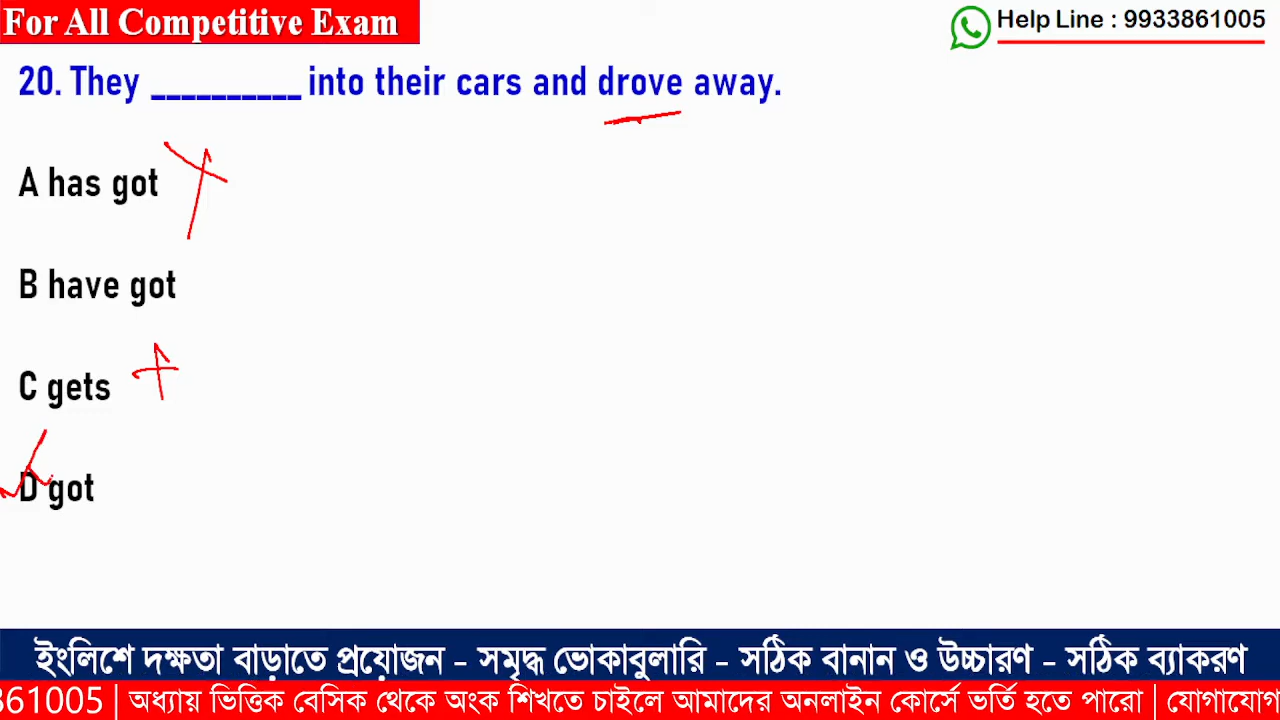 For All Competitive Exam
Help Line : 9933861005
20. They __________ into their cars and drove away.
A has got
B have got
C gets
D got
ইংলিশে দক্ষতা বাড়াতে প্রয়োজন - সমৃদ্ধ ভোকাবুলারি - সঠিক বানান ও উচ্চারণ - সঠিক ব্যাকরণ
861005 | অধ্যায় ভিত্তিক বেসিক থেকে অংক শিখতে চাইলে আমাদের অনলাইন কোর্সে ভর্তি হতে পারো | যোগাযোগ